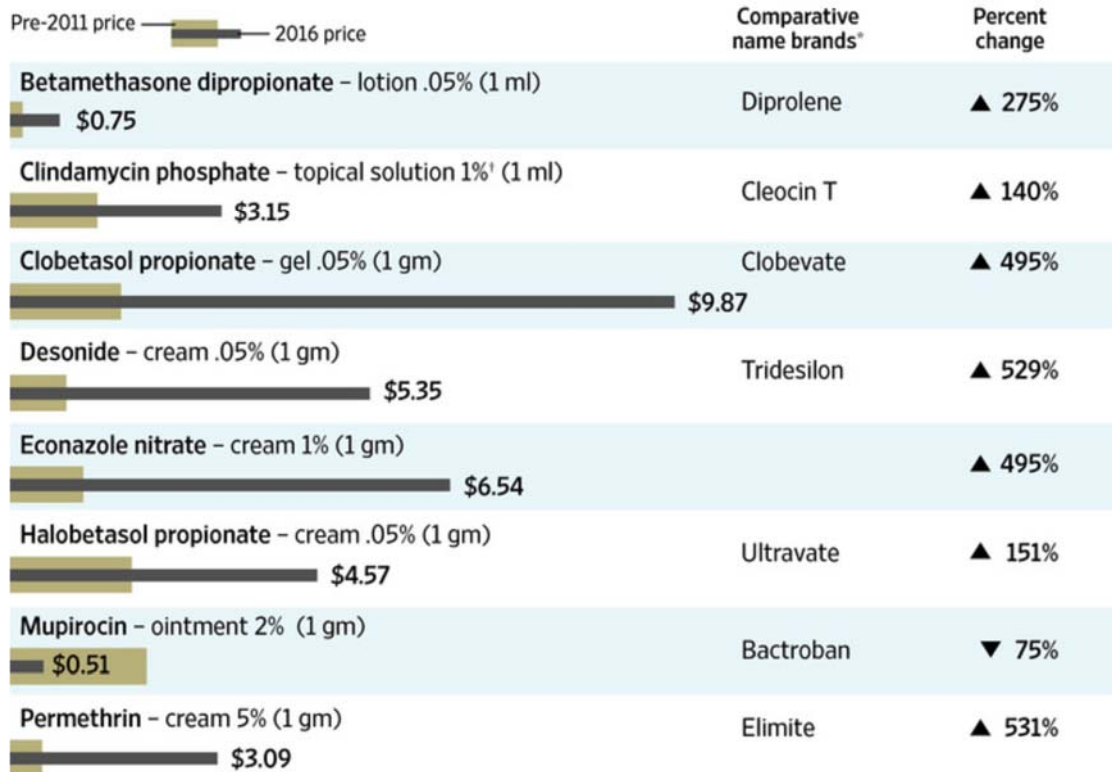 Pre-2011 price
2016 price
Comparative name brands*
Percent change
Betamethasone dipropionate – lotion .05% (1 ml)
$0.75
Diprolene
▲ 275%
Clindamycin phosphate – topical solution 1%† (1 ml)
$3.15
Cleocin T
▲ 140%
Clobetasol propionate – gel .05% (1 gm)
$9.87
Clobevate
▲ 495%
Desonide – cream .05% (1 gm)
$5.35
Tridesilon
▲ 529%
Econazole nitrate – cream 1% (1 gm)
$6.54
▲ 495%
Halobetasol propionate – cream .05% (1 gm)
$4.57
Ultravate
▲ 151%
Mupirocin – ointment 2% (1 gm)
$0.51
Bactroban
▼ 75%
Permethrin – cream 5% (1 gm)
$3.09
Elimite
▲ 531%